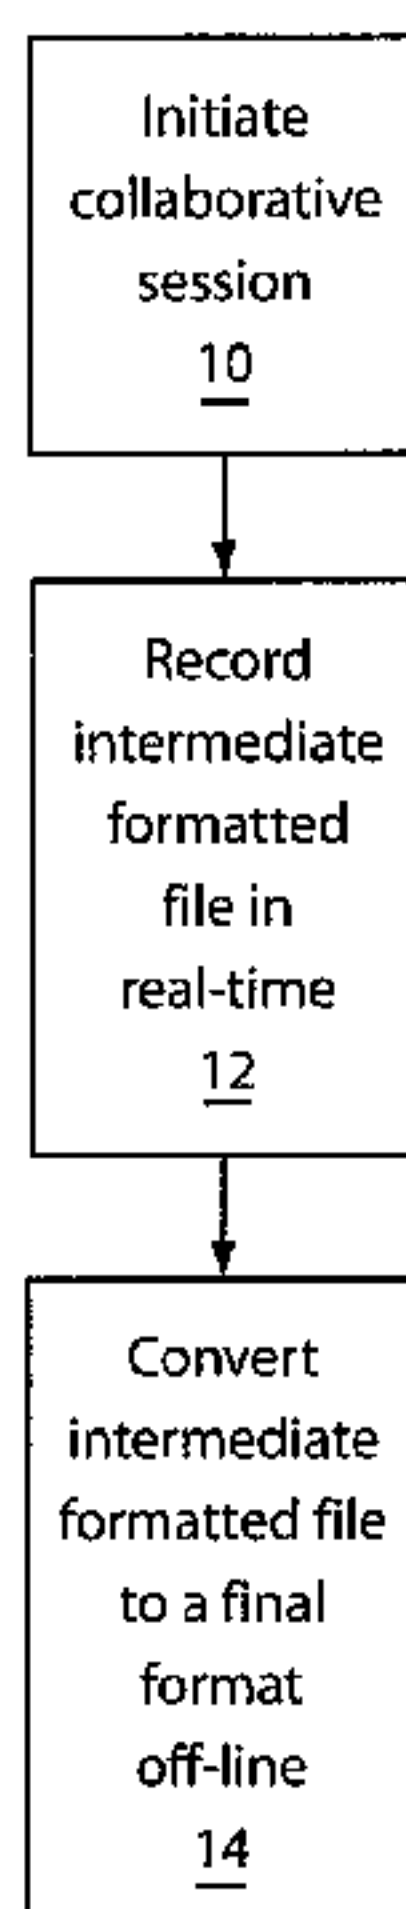 Initiate
collaborative
session
10
Record
intermediate
formatted
file in
real-time
12
Convert
intermediate
formatted file
to a final
format
off-line
14